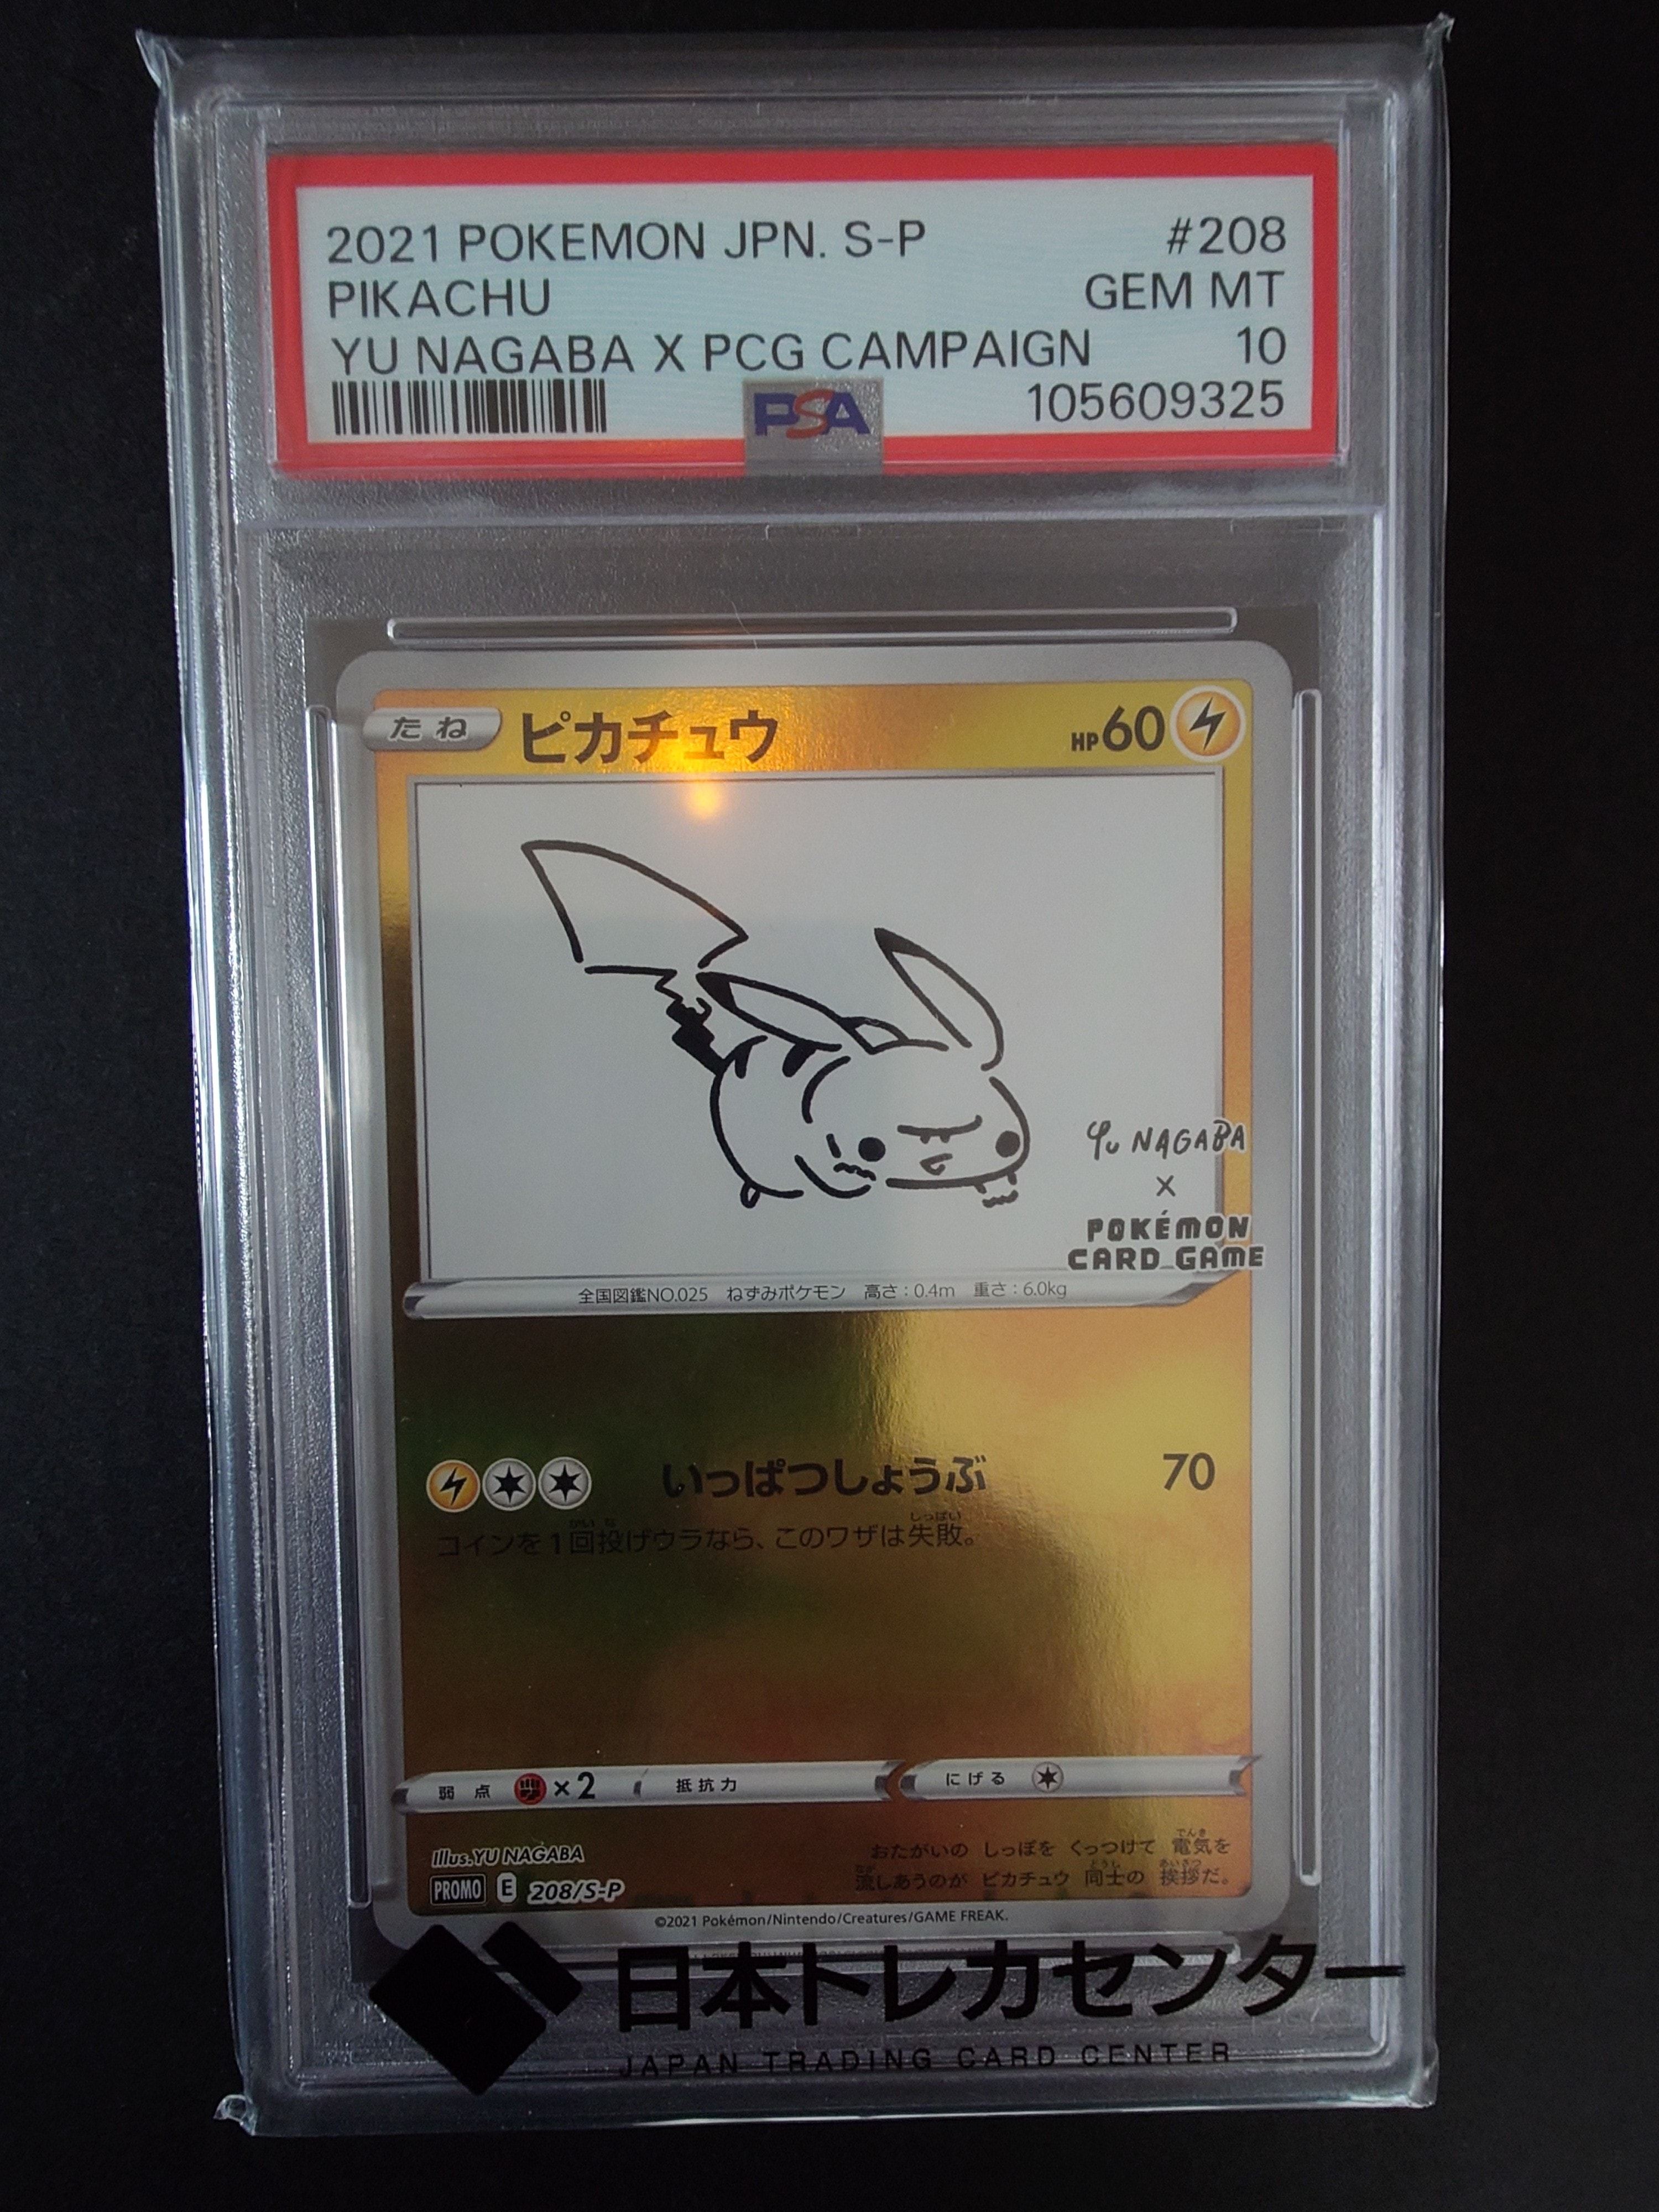 2021 POKEMON JPN. S-P #208
PIKACHU GEM MT
YU NAGABA X PCG CAMPAIGN 10
PSA 105609325
たね ピカチュウ HP60
YU NAGABA
×
POKÉMON
CARD GAME
全国図鑑NO.025 ねずみポケモン 高さ:0.4m 重さ:6.0kg
いっぱつしょうぶ 70
コインを1回投げウラなら、このワザは失敗。
弱点 ×2 抵抗力 にげる
Illus.YU NAGABA
おたがいの しっぽを くっつけて 電気を
流しあうのが ピカチュウ 同士の 挨拶だ。
PROMO E 208/S-P
©2021 Pokémon/Nintendo/Creatures/GAME FREAK.
日本トレカセンター
JAPAN TRADING CARD CENTER